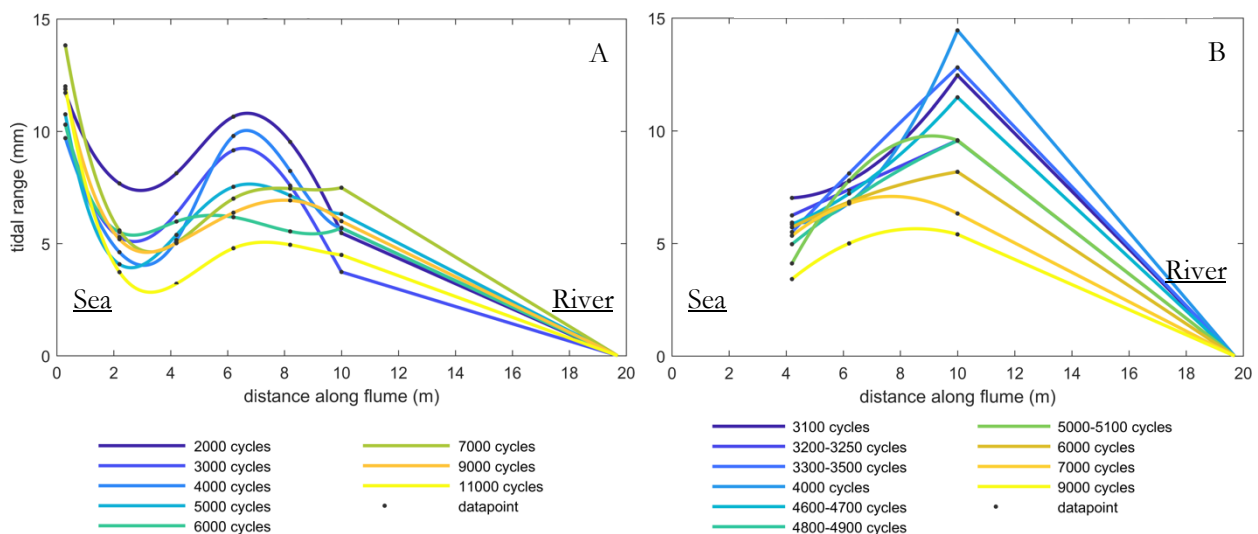 15
10
5
0
tidal range (mm)
A
Sea
River
0 2 4 6 8 10 12 14 16 18 20
distance along flume (m)
2000 cycles
3000 cycles
4000 cycles
5000 cycles
6000 cycles
7000 cycles
9000 cycles
11000 cycles
datapoint
15
10
5
0
B
Sea
River
0 2 4 6 8 10 12 14 16 18 20
distance along flume (m)
3100 cycles
3200-3250 cycles
3300-3500 cycles
4000 cycles
4600-4700 cycles
4800-4900 cycles
5000-5100 cycles
6000 cycles
7000 cycles
9000 cycles
datapoint